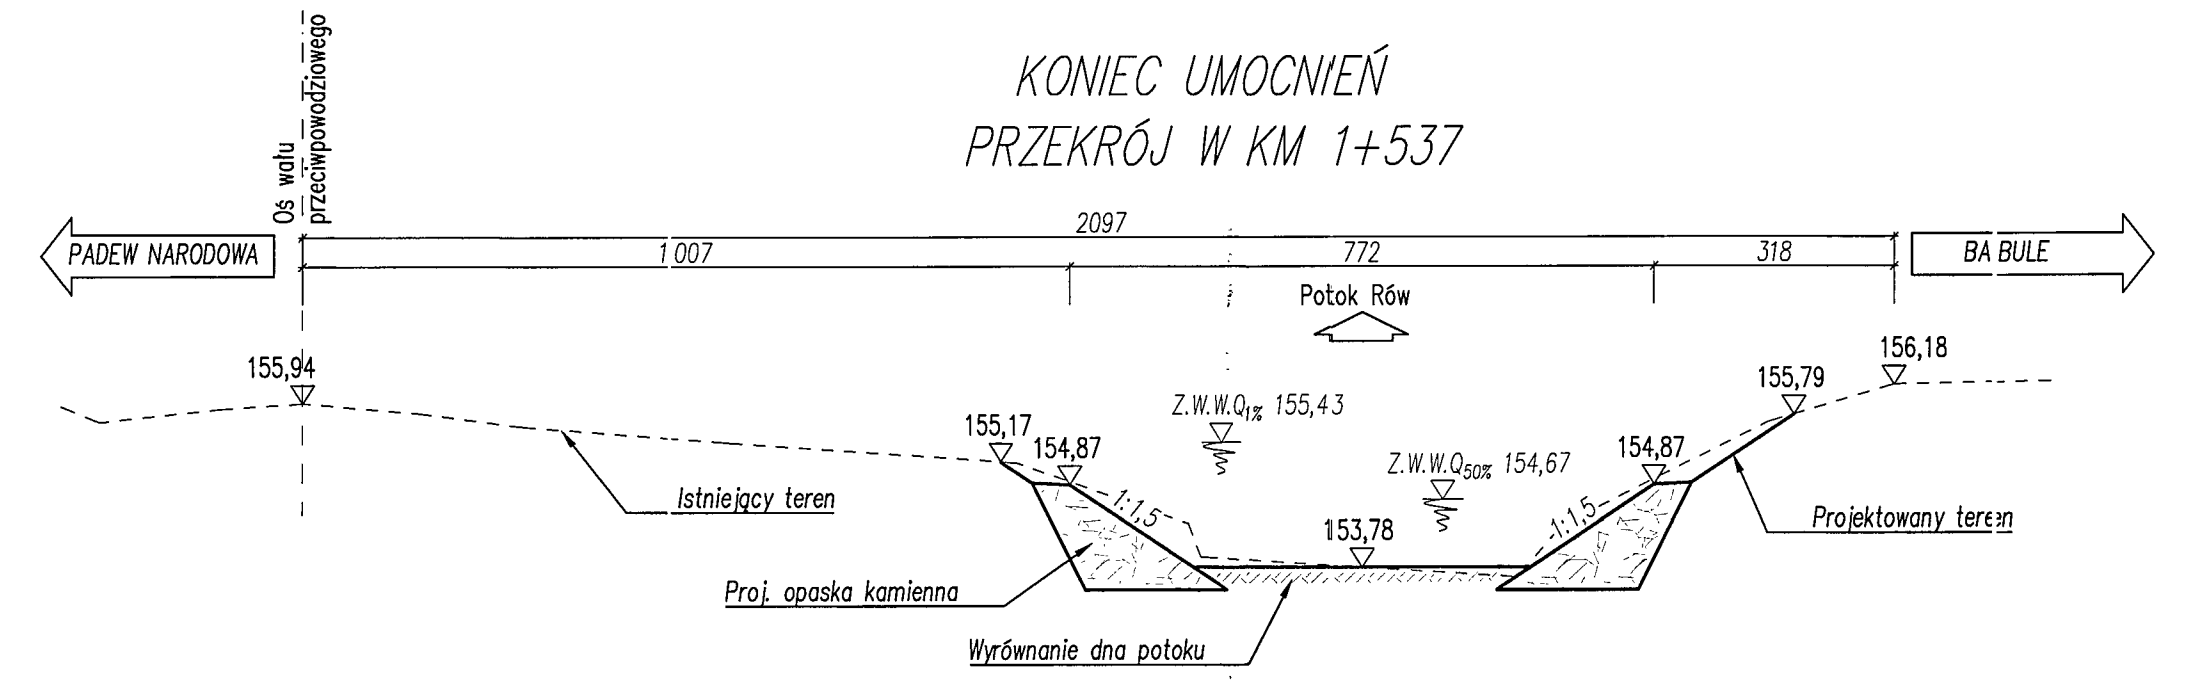 Oś wału
przeciwpowodziowego
KONIEC UMOCNIEŃ
PRZEKRÓJ W KM 1+537
PADEW NARODOWA
2097
1007
772
318
BABULE
Potok Rów
155,94
155,17
154,87
Z.W.W.Q1% 155,43
Z.W.W.Q50% 154,67
153,78
154,87
155,79
156,18
1:1,5
1:1,5
Istniejący teren
Projektowany teren
Proj. opaska kamienna
Wyrównanie dna potoku